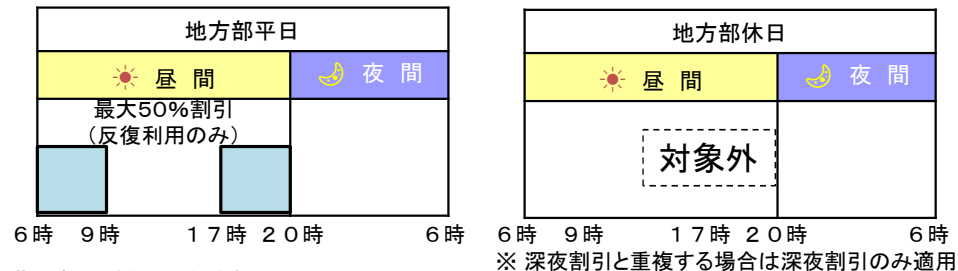 地方部平日
昼 間
夜 間
最大50%割引
(反復利用のみ)
6時
9時
17時
20時
6時
地方部休日
昼 間
夜 間
対象外
6時
9時
17時
20時
6時
※ 深夜割引と重複する場合は深夜割引のみ適用